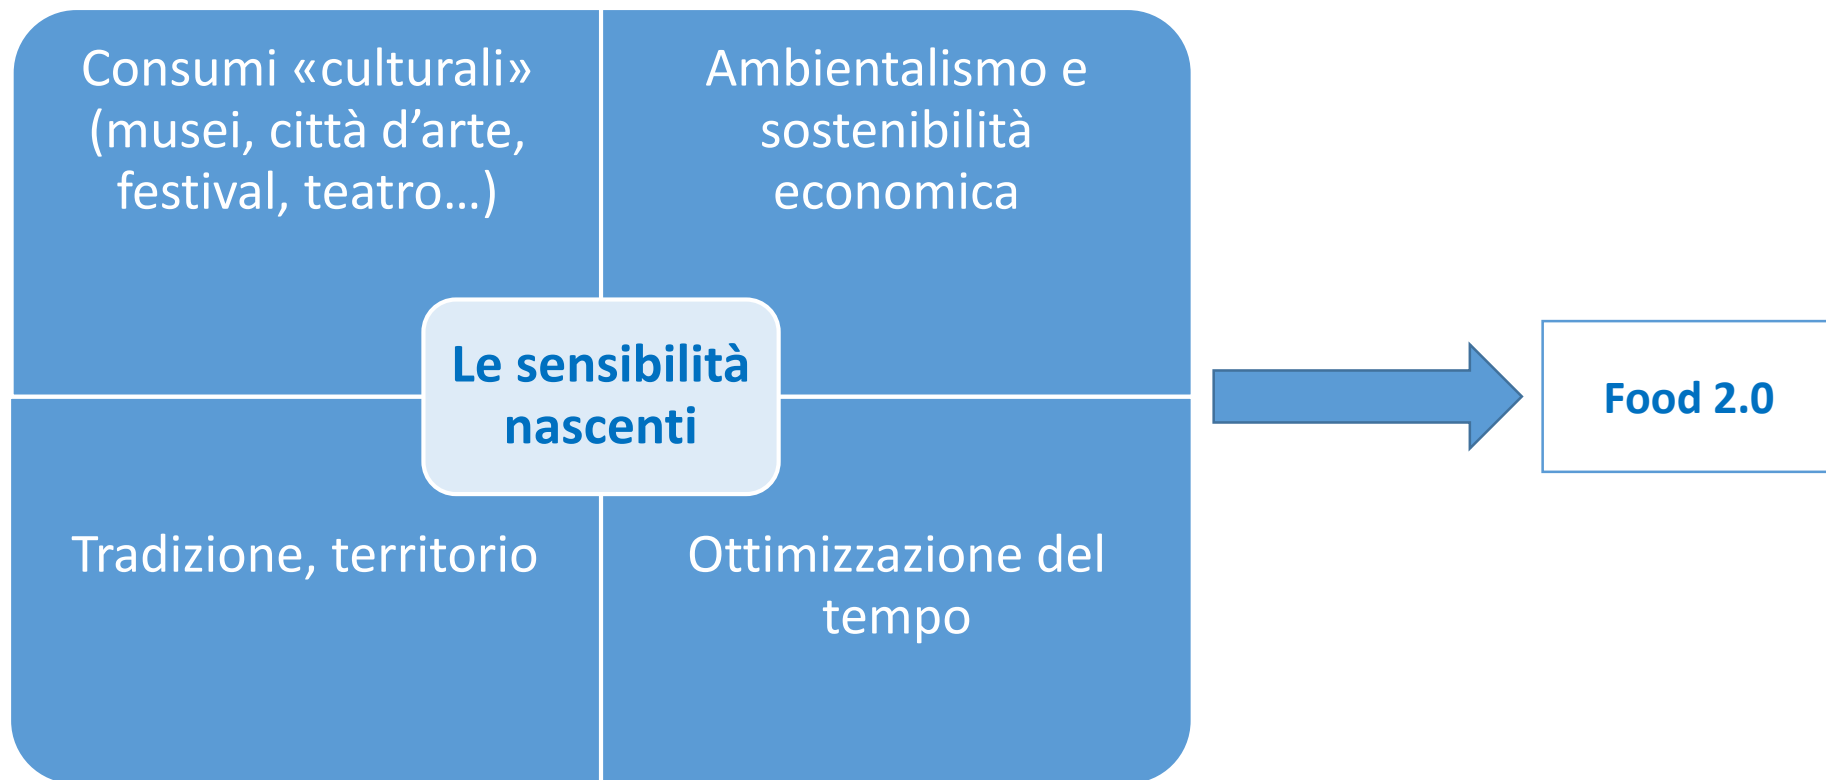 Consumi «culturali»
(musei, città d’arte,
festival, teatro…)
Ambientalismo e
sostenibilità
economica
Le sensibilità
nascenti
Tradizione, territorio
Ottimizzazione del
tempo
Food 2.0